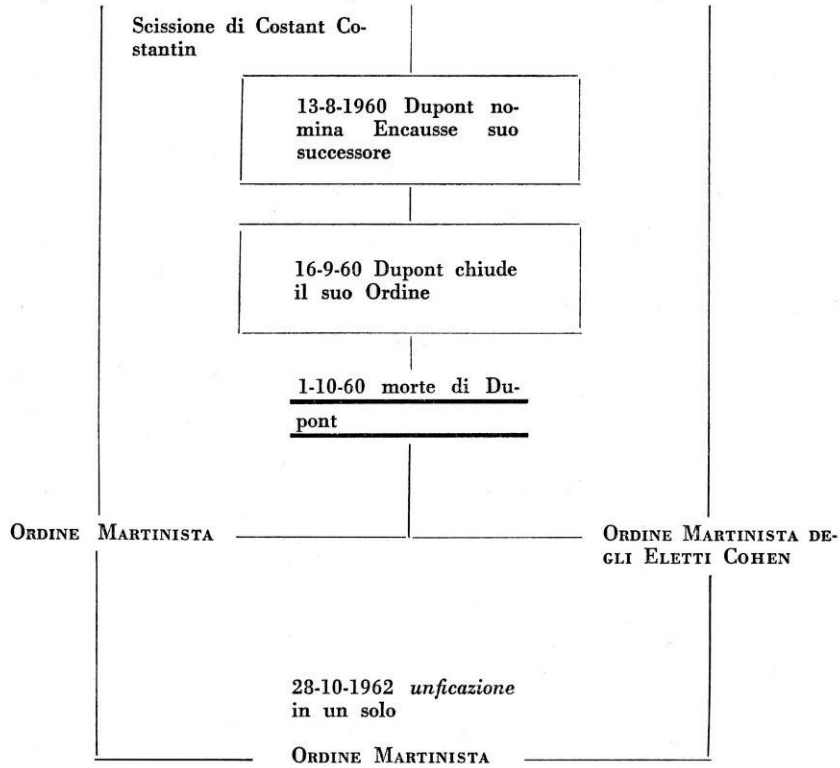 Scissione di Costant Co-
stantin
13-8-1960 Dupont no-
mina Encausse suo
successore
16-9-60 Dupont chiude
il suo Ordine
1-10-60 morte di Du-
pont
ORDINE MARTINISTA
ORDINE MARTINISTA DE-
GLI ELETTI COHEN
28-10-1962 unficazione
in un solo
ORDINE MARTINISTA